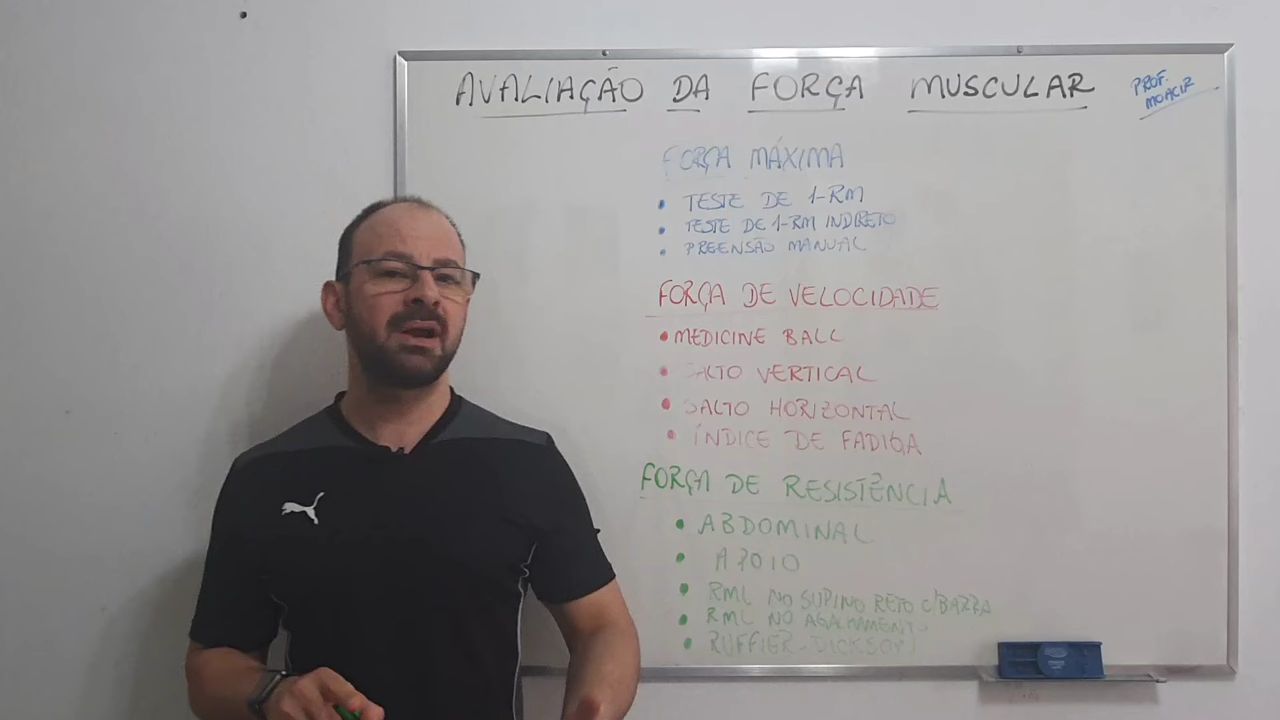 AVALIAÇÃO DA FORÇA MUSCULAR
PROF. MOACIR
FORÇA MÁXIMA
• TESTE DE 1-RM
• TESTE DE 1-RM INDIRETO
• PREENSÃO MANUAL
FORÇA DE VELOCIDADE
• MEDICINE BALL
• SALTO VERTICAL
• SALTO HORIZONTAL
• ÍNDICE DE FADIGA
FORÇA DE RESISTÊNCIA
• ABDOMINAL
• APOIO
• RML NO SUPINO RETO C/BARRA
• RML NO AGACHAMENTO
• RUFFIER-DICKSON